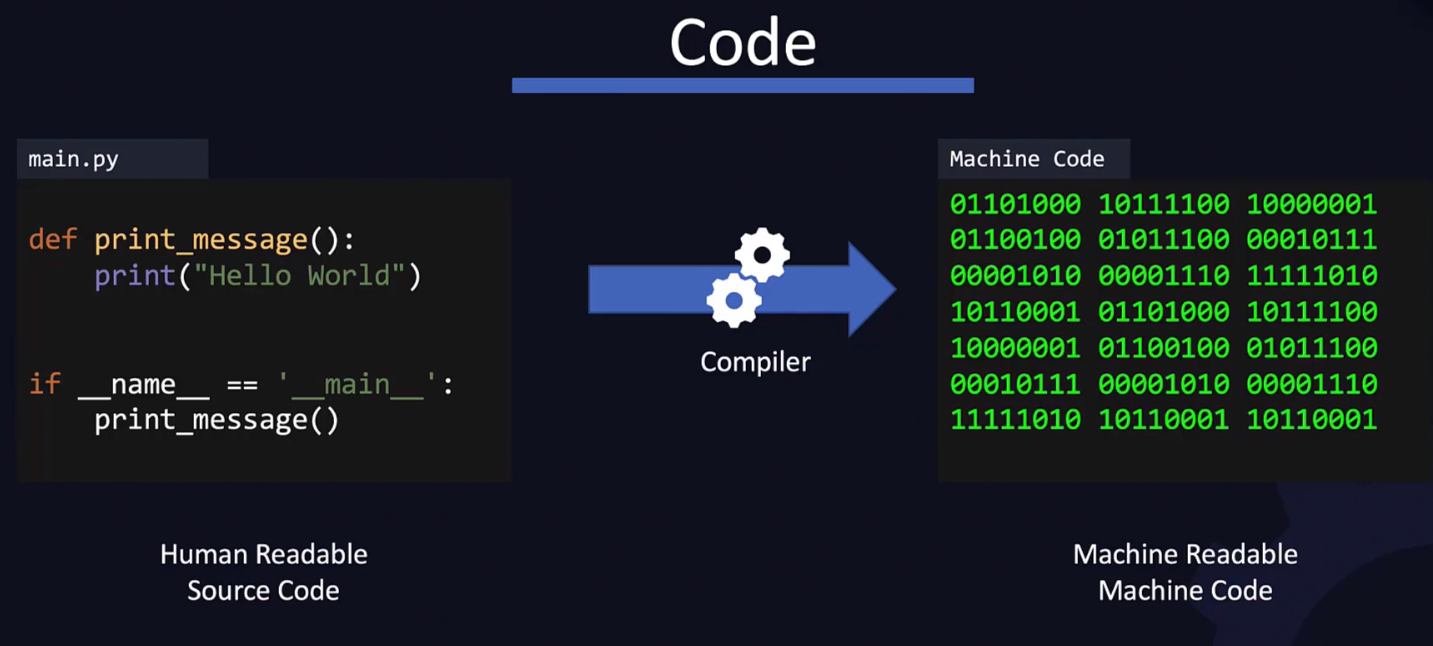 Code
main.py
def print_message():
    print("Hello World")
if __name__ == '__main__':
    print_message()
Human Readable
Source Code
Compiler
Machine Code
01101000 10111100 10000001
01100100 01011100 00010111
00001010 00001110 11111010
10110001 01101000 10111100
10000001 01100100 01011100
00010111 00001010 00001110
11111010 10110001 10110001
Machine Readable
Machine Code